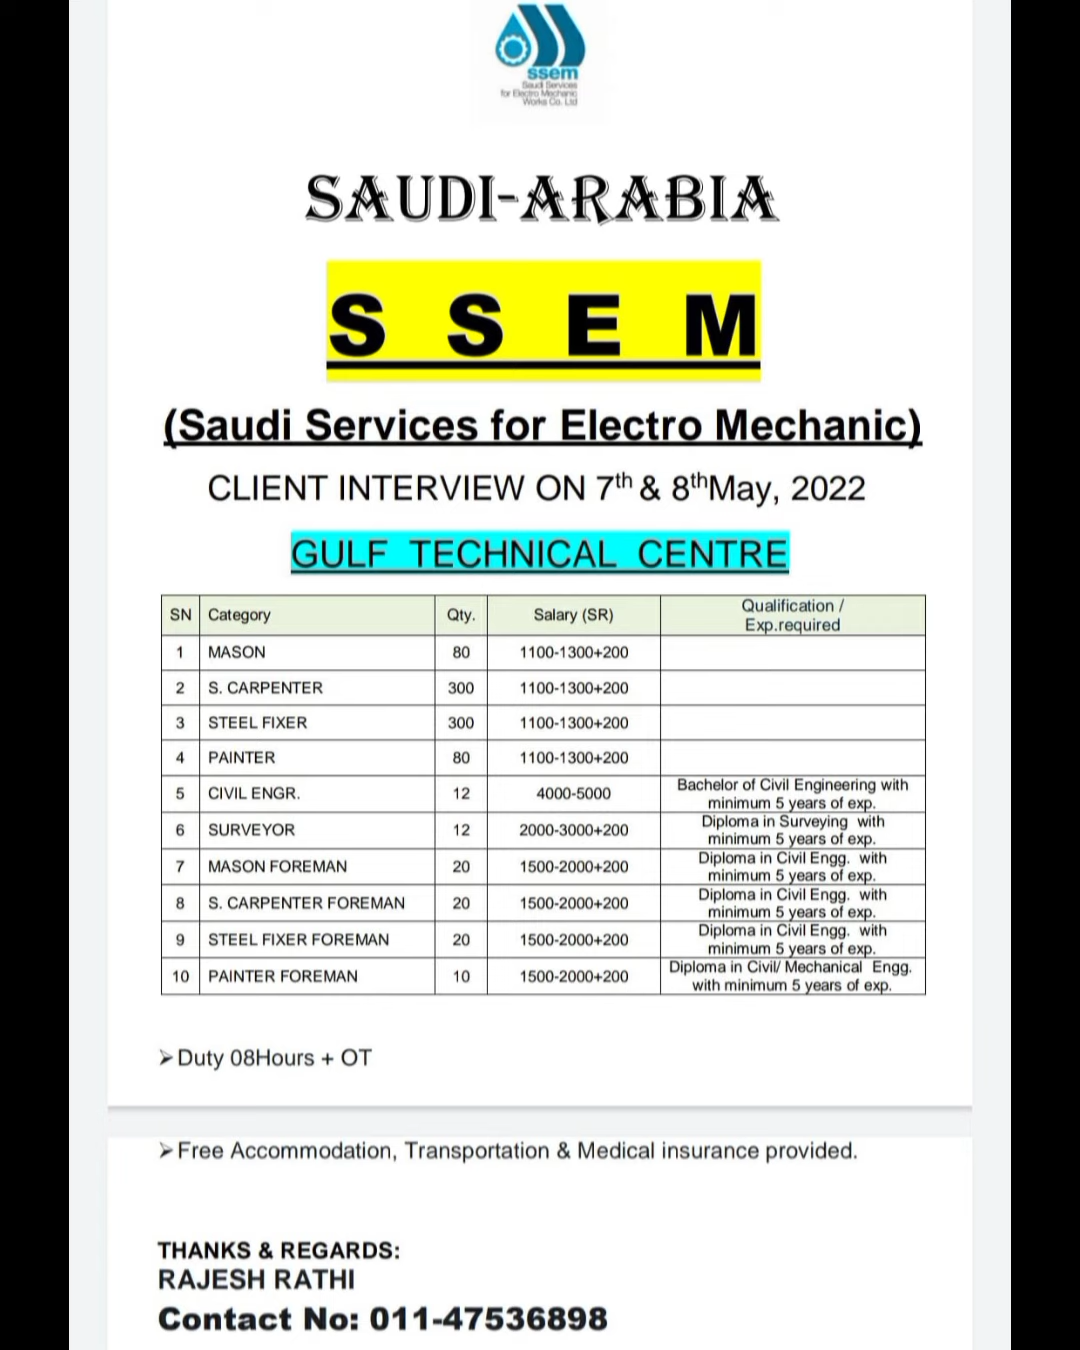 ssem
Saudi Services
for Electro Mechanic
Works Co. Ltd
SAUDI-ARABIA
S S E M
(Saudi Services for Electro Mechanic)
CLIENT INTERVIEW ON 7th & 8thMay, 2022
GULF TECHNICAL CENTRE
SN Category Qty. Salary (SR) Qualification / Exp.required
1 MASON 80 1100-1300+200
2 S. CARPENTER 300 1100-1300+200
3 STEEL FIXER 300 1100-1300+200
4 PAINTER 80 1100-1300+200
5 CIVIL ENGR. 12 4000-5000 Bachelor of Civil Engineering with minimum 5 years of exp.
6 SURVEYOR 12 2000-3000+200 Diploma in Surveying with minimum 5 years of exp.
7 MASON FOREMAN 20 1500-2000+200 Diploma in Civil Engg. with minimum 5 years of exp.
8 S. CARPENTER FOREMAN 20 1500-2000+200 Diploma in Civil Engg. with minimum 5 years of exp.
9 STEEL FIXER FOREMAN 20 1500-2000+200 Diploma in Civil Engg. with minimum 5 years of exp.
10 PAINTER FOREMAN 10 1500-2000+200 Diploma in Civil/ Mechanical Engg. with minimum 5 years of exp.
➢Duty 08Hours + OT
➢Free Accommodation, Transportation & Medical insurance provided.
THANKS & REGARDS:
RAJESH RATHI
Contact No: 011-47536898